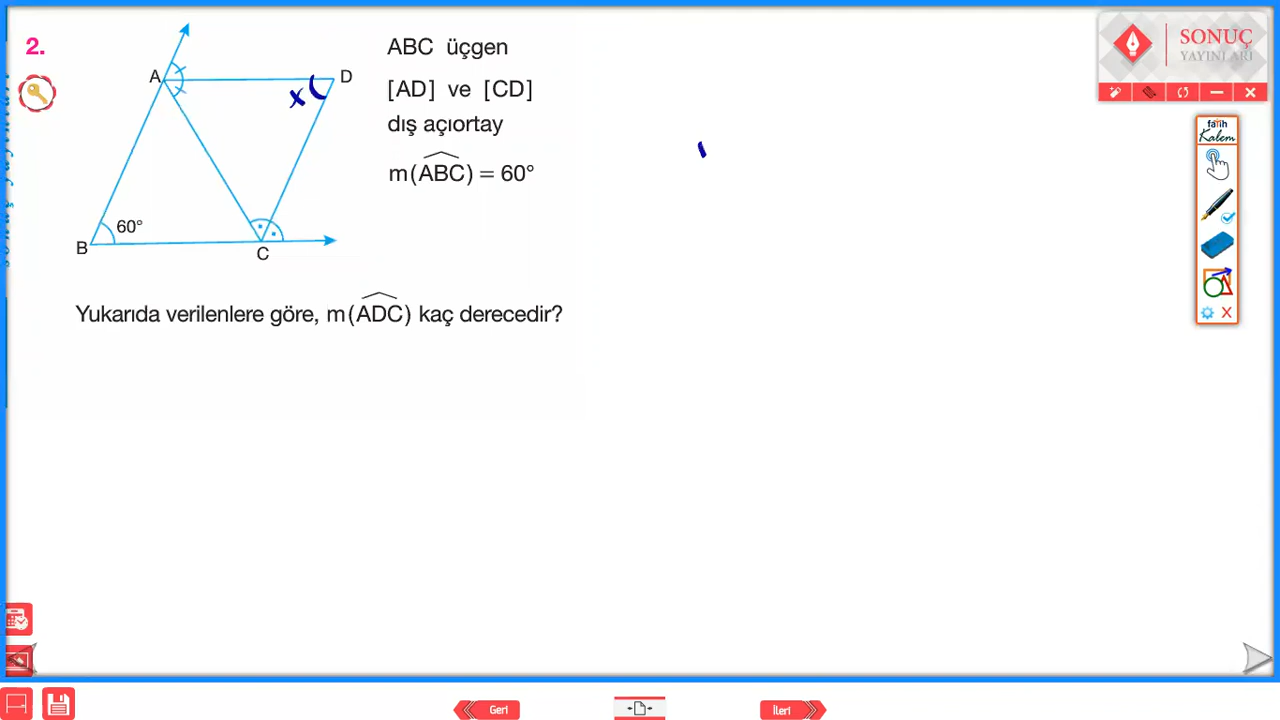 2.
A
D
x
B
60°
C
ABC üçgen
[AD] ve [CD]
dış açıortay
m(ABC) = 60°
Yukarıda verilenlere göre, m(ADC) kaç derecedir?
SONUÇ
YAYINLARI
fatih
Kalem
Geri
İleri